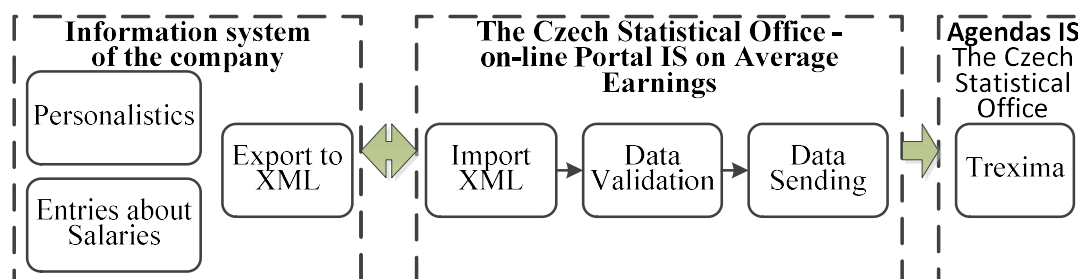 Information system
of the company
Personalistics
Entries about
Salaries
Export to
XML
The Czech Statistical Office -
on-line Portal IS on Average
Earnings
Import
XML
Data
Validation
Data
Sending
Agendas IS
The Czech
Statistical
Office
Trexima